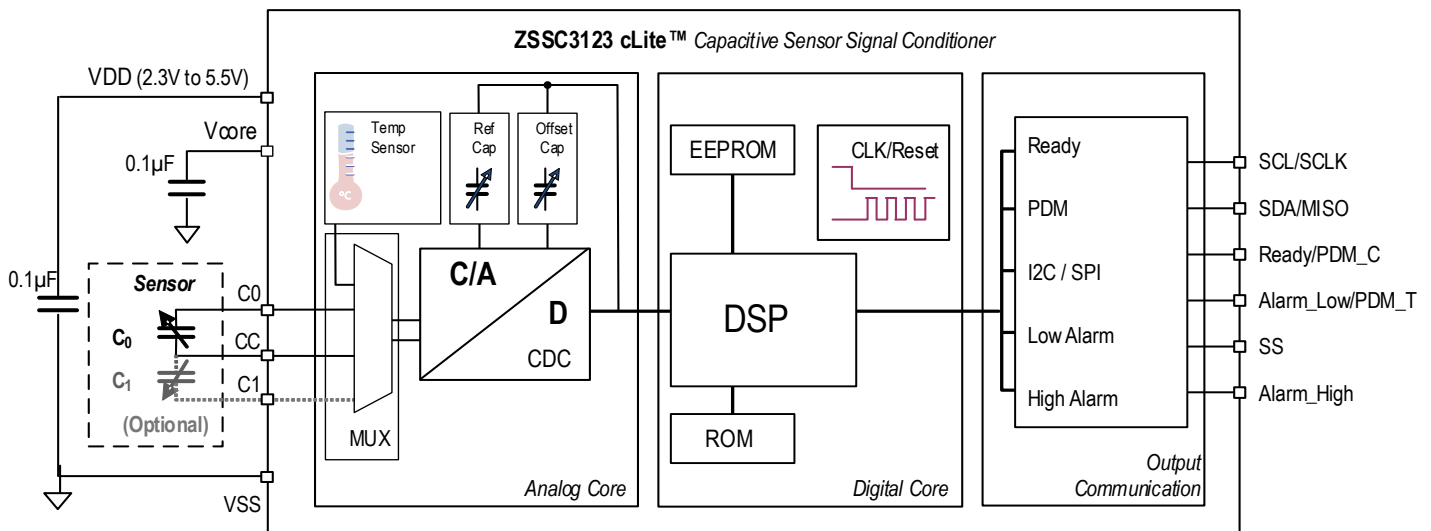 ZSSC3123 cLite™ Capacitive Sensor Signal Conditioner
VDD (2.3V to 5.5V)
Vcore
0.1µF
0.1µF
Sensor
C0
C1
(Optional)
C0
CC
C1
VSS
Temp
Sensor
°C
Ref
Cap
Offset
Cap
MUX
C/A
D
CDC
Analog Core
EEPROM
CLK/Reset
DSP
ROM
Digital Core
Ready
PDM
I2C / SPI
Low Alarm
High Alarm
Output
Communication
SCL/SCLK
SDA/MISO
Ready/PDM_C
Alarm_Low/PDM_T
SS
Alarm_High